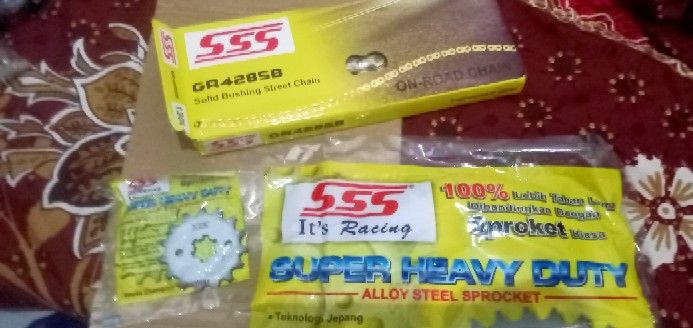 SSS
GR428SB
Solid Bushing Street Chain
ON-ROAD CHAIN
GR428SB
SSS
SUPER HEAVY DUTY
SSS
It's Racing
100% Lebih Tahan Lama
Dibandingkan Dengan
Sproket Biasa
SUPER HEAVY DUTY
ALLOY STEEL SPROCKET
• Teknologi Jepang